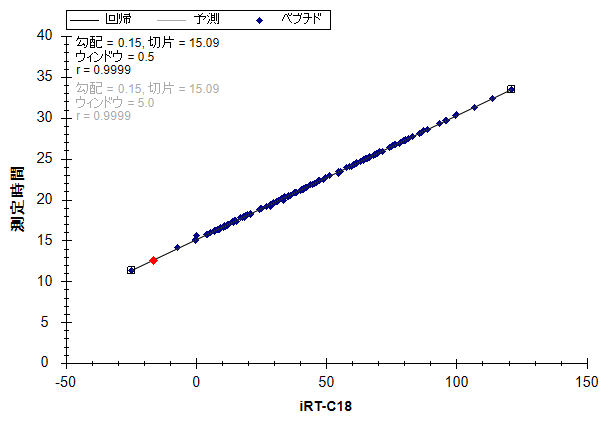 回帰 予測 ペプチド
勾配 = 0.15, 切片 = 15.09
ウィンドウ = 0.5
r = 0.9999
勾配 = 0.15, 切片 = 15.09
ウィンドウ = 5.0
r = 0.9999
測定時間
40
35
30
25
20
15
10
5
0
-50 0 50 100 150
iRT-C18